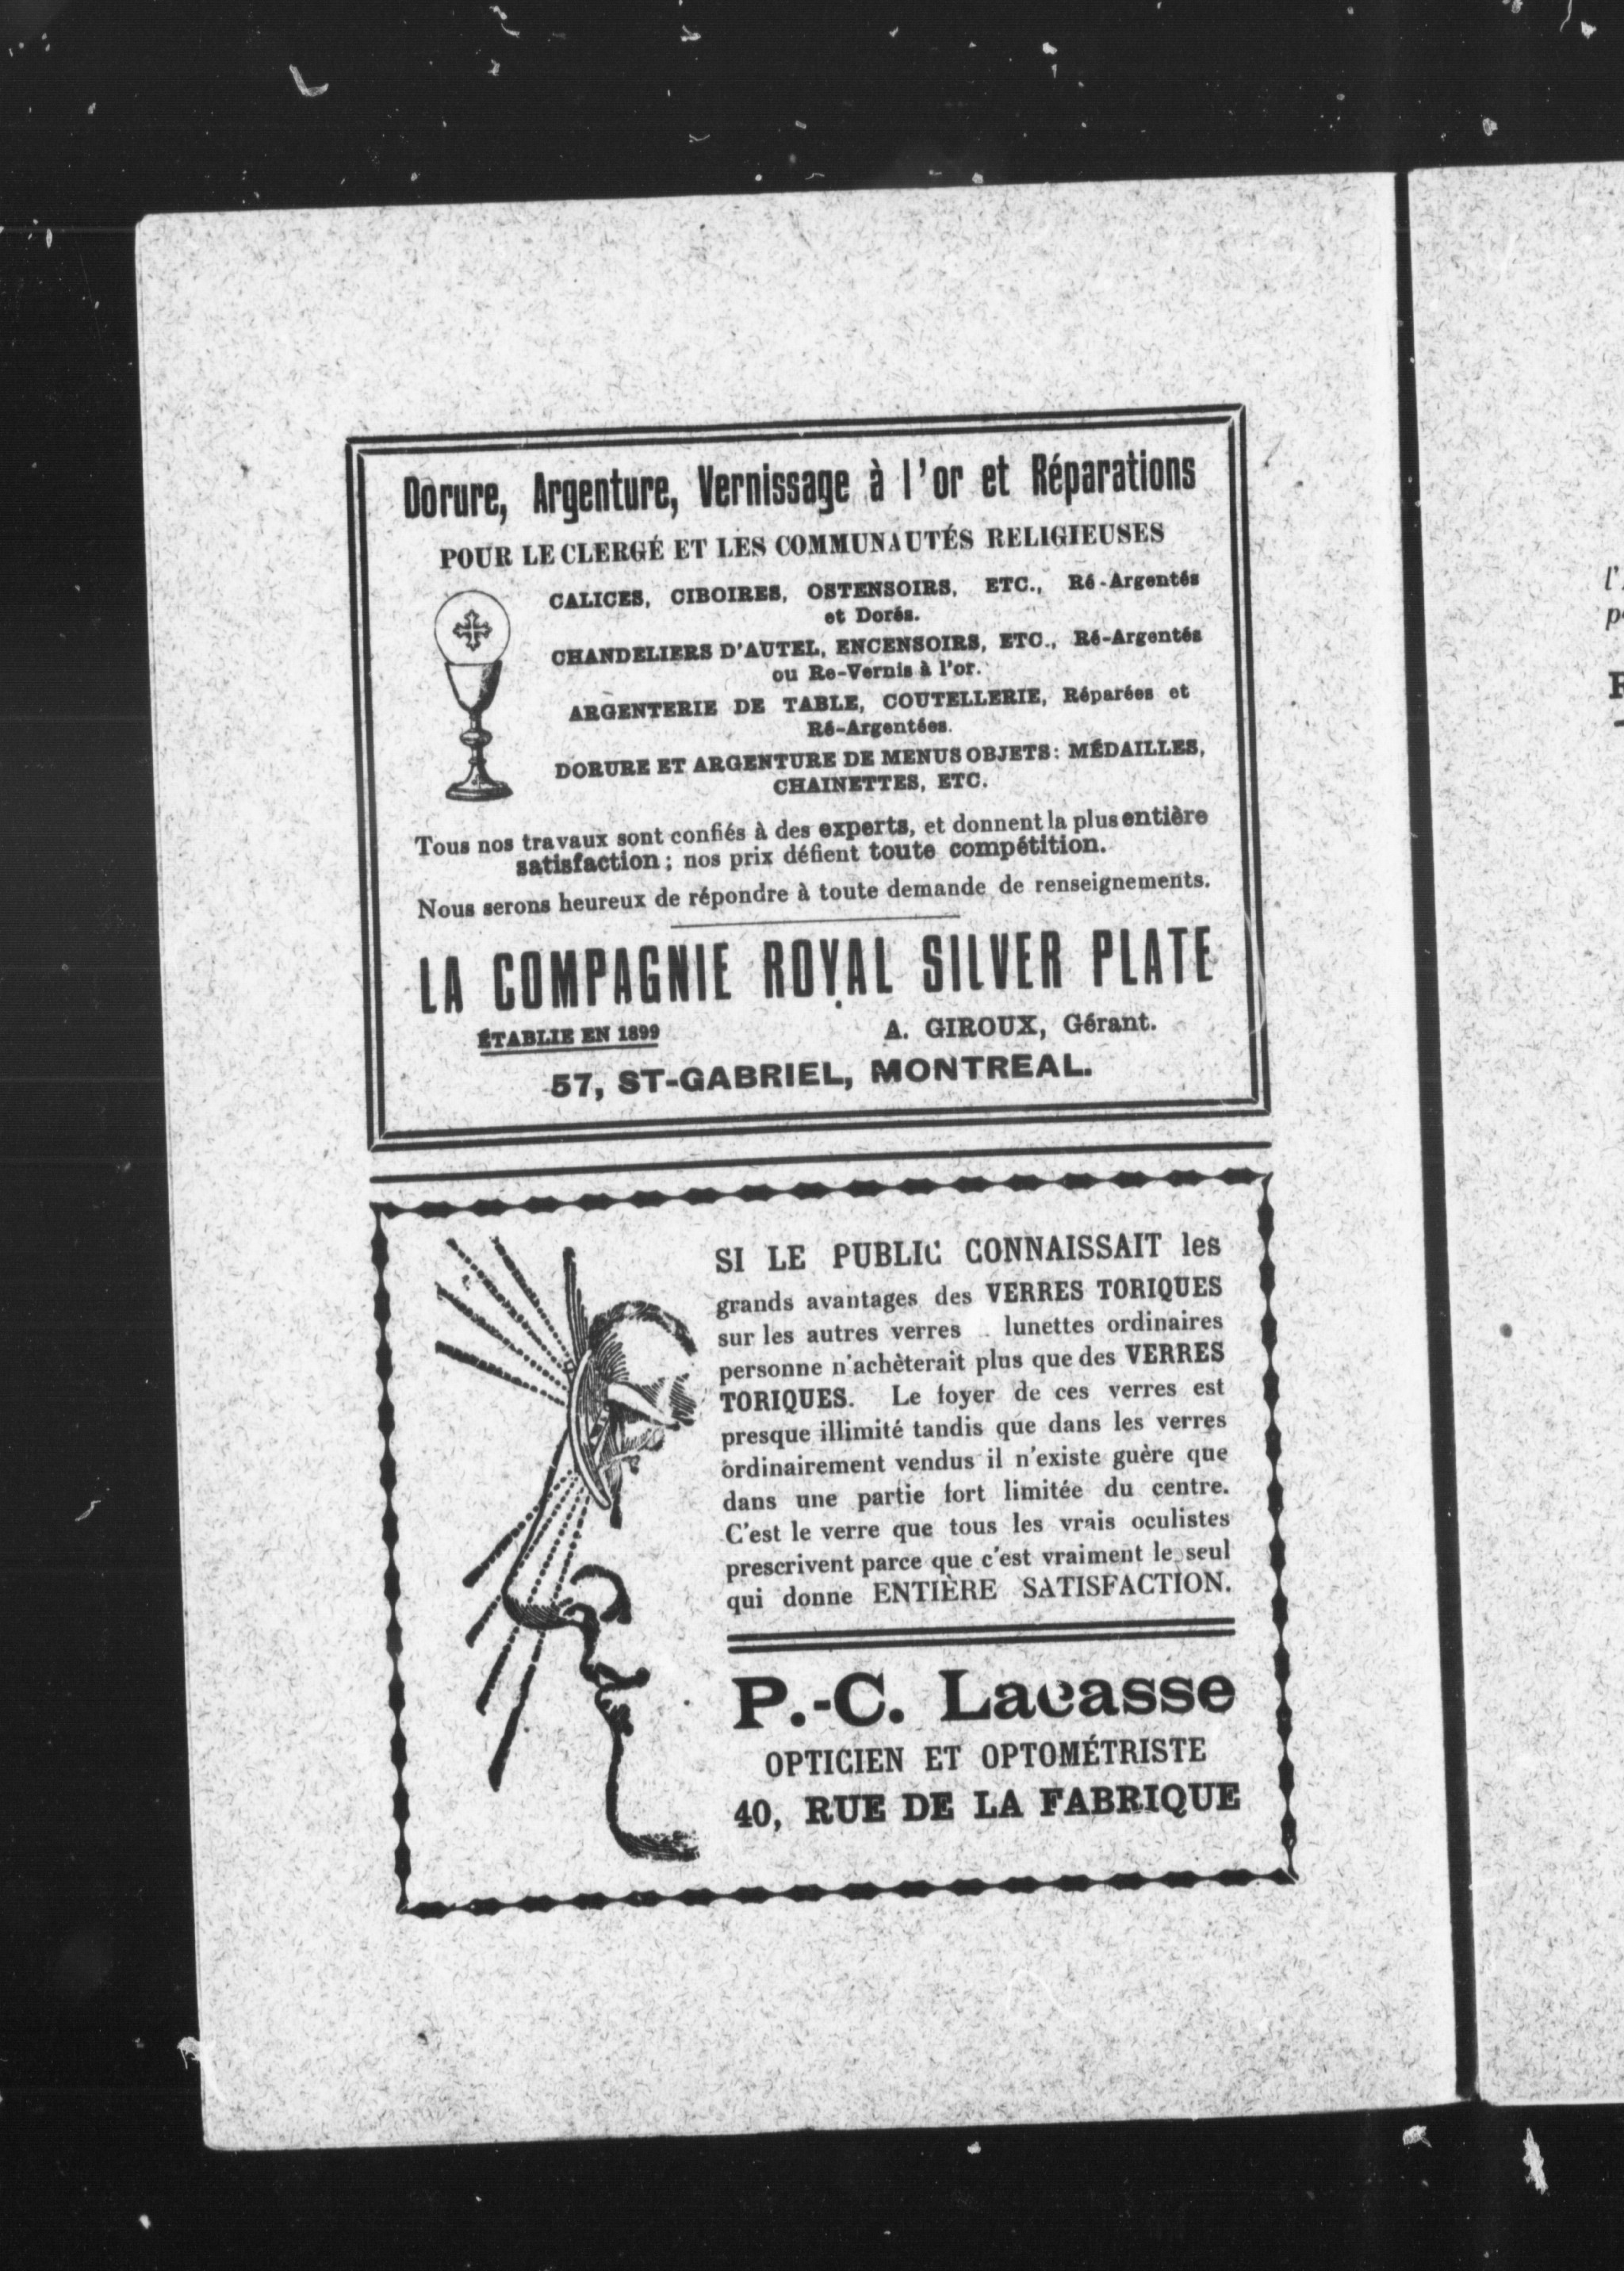 Dorure, Argenture, Vernissage à l'or et Réparations
POUR LE CLERGÉ ET LES COMMUNAUTÉS RELIGIEUSES
CALICES, CIBOIRES, OSTENSOIRS, ETC., Ré-Argentés
et Dorés.
CHANDELIERS D'AUTEL, ENCENSOIRS, ETC., Ré-Argentés
ou Re-Vernis à l'or.
ARGENTERIE DE TABLE, COUTELLERIE, Réparées et
Ré-Argentées.
DORURE ET ARGENTURE DE MENUS OBJETS: MÉDAILLES,
CHAINETTES, ETC.
Tous nos travaux sont confiés à des experts, et donnent la plus entière
satisfaction; nos prix défient toute compétition.
Nous serons heureux de répondre à toute demande de renseignements.
LA COMPAGNIE ROYAL SILVER PLATE
ÉTABLIE EN 1899 A. GIROUX, Gérant.
57, ST-GABRIEL, MONTREAL.
SI LE PUBLIC CONNAISSAIT les
grands avantages des VERRES TORIQUES
sur les autres verres lunettes ordinaires
personne n'achèterait plus que des VERRES
TORIQUES. Le foyer de ces verres est
presque illimité tandis que dans les verres
ordinairement vendus il n'existe guère que
dans une partie fort limitée du centre.
C'est le verre que tous les vrais oculistes
prescrivent parce que c'est vraiment le seul
qui donne ENTIÈRE SATISFACTION.
P.-C. Lacasse
OPTICIEN ET OPTOMÉTRISTE
40, RUE DE LA FABRIQUE